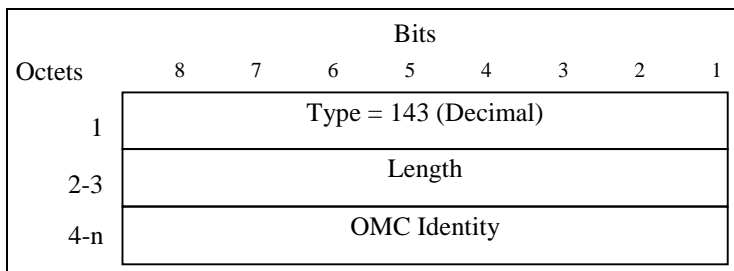 Bits
Octets 8 7 6 5 4 3 2 1
1 Type = 143 (Decimal)
2-3 Length
4-n OMC Identity